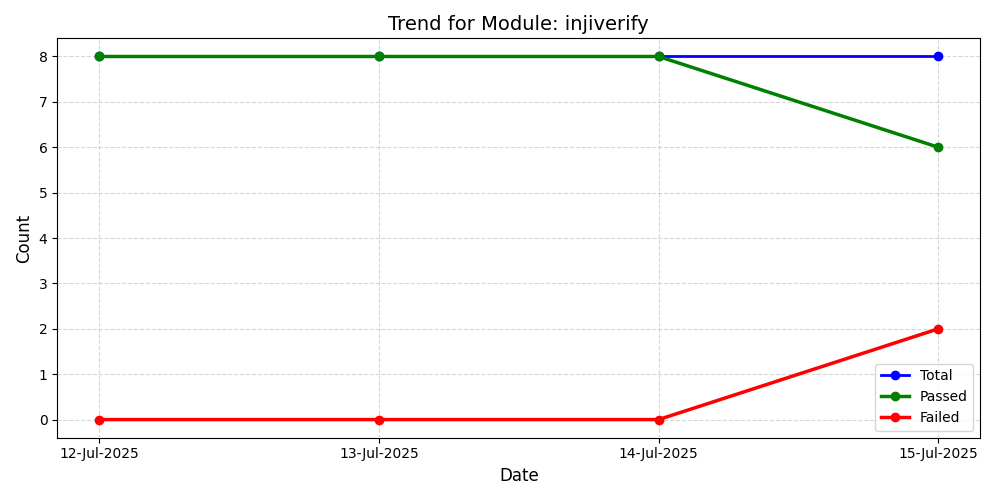 Trend for Module: injiverify
8
7
6
5
4
3
2
1
0
Count
12-Jul-2025
13-Jul-2025
14-Jul-2025
15-Jul-2025
Date
Total
Passed
Failed